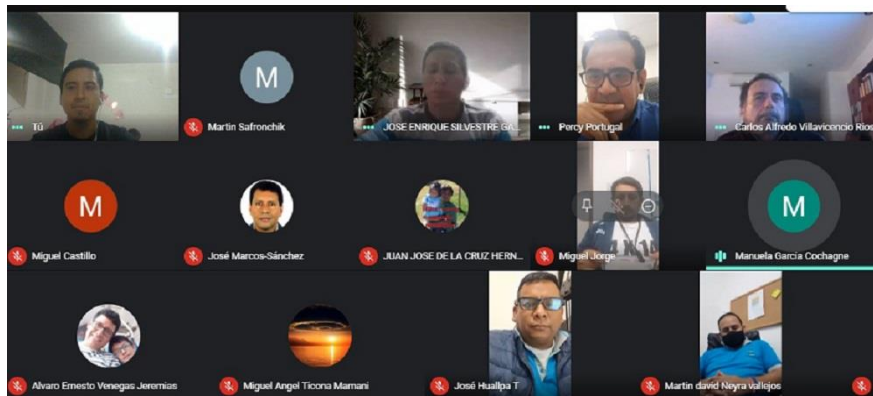 Tú
M
Martin Safronchik
JOSE ENRIQUE SILVESTRE GA...
Percy Portugal
Carlos Alfredo Villavicencio Rios
M
Miguel Castillo
José Marcos-Sánchez
JUAN JOSE DE LA CRUZ HERN...
Miguel Jorge
M
Manuela García Cochagne
Alvaro Ernesto Venegas Jeremias
Miguel Angel Ticona Mamani
José Huallpa T
Martin david Neyra vallejos